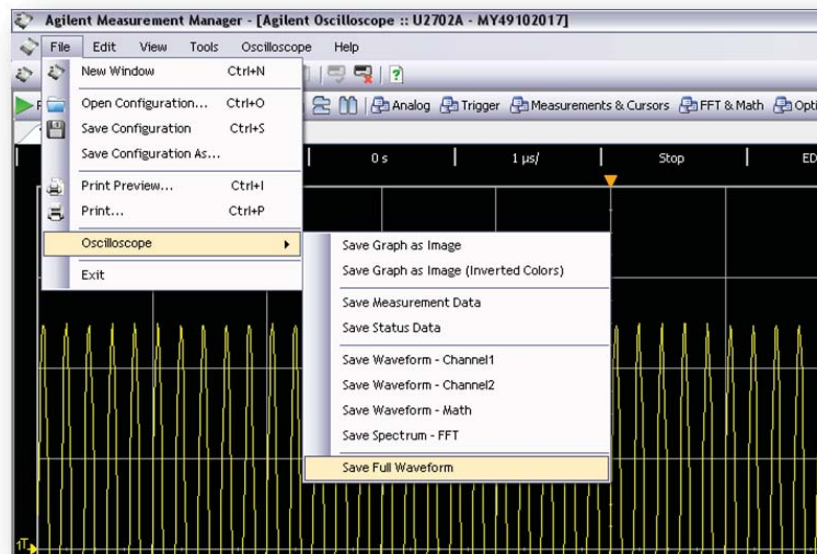 Agilent Measurement Manager - [Agilent Oscilloscope :: U2702A - MY49102017]
File Edit View Tools Oscilloscope Help
New Window Ctrl+N
Open Configuration... Ctrl+O
Save Configuration Ctrl+S
Save Configuration As...
Print Preview... Ctrl+I
Print... Ctrl+P
Oscilloscope
Exit
Analog Trigger Measurements & Cursors FFT & Math Opti
0 s 1 µs/ Stop ED
Save Graph as Image
Save Graph as Image (Inverted Colors)
Save Measurement Data
Save Status Data
Save Waveform - Channel1
Save Waveform - Channel2
Save Waveform - Math
Save Spectrum - FFT
Save Full Waveform
1T